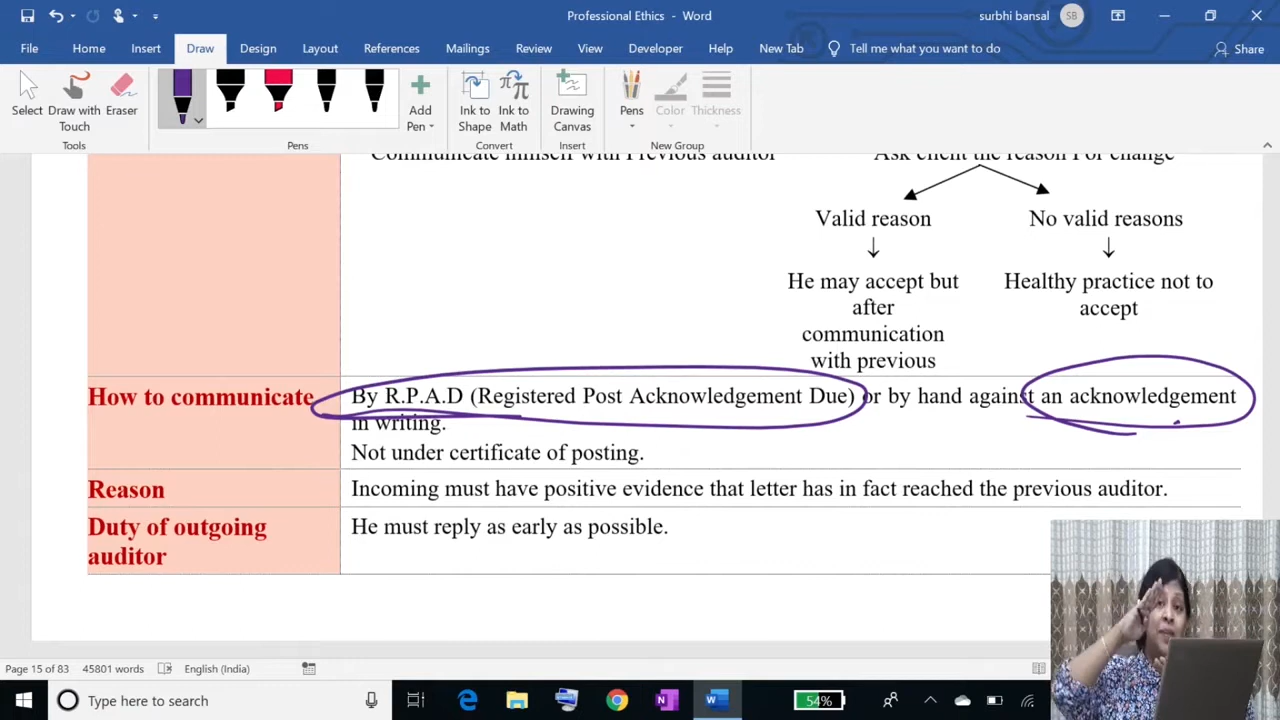 Professional Ethics - Word
surbhi bansal
SB
File Home Insert Draw Design Layout References Mailings Review View Developer Help New Tab Tell me what you want to do Share
Select Draw with Touch Eraser
Add Pen
Ink to Shape Ink to Math
Drawing Canvas
Pens Color Thickness
Tools Pens Convert Insert New Group
Communicate himself with Previous auditor Ask client the reason For change
Valid reason No valid reasons
He may accept but after communication with previous
Healthy practice not to accept
How to communicate
By R.P.A.D (Registered Post Acknowledgement Due) or by hand against an acknowledgement
in writing.
Not under certificate of posting.
Reason
Incoming must have positive evidence that letter has in fact reached the previous auditor.
Duty of outgoing
auditor
He must reply as early as possible.
Page 15 of 83 45801 words English (India)
Type here to search
54%